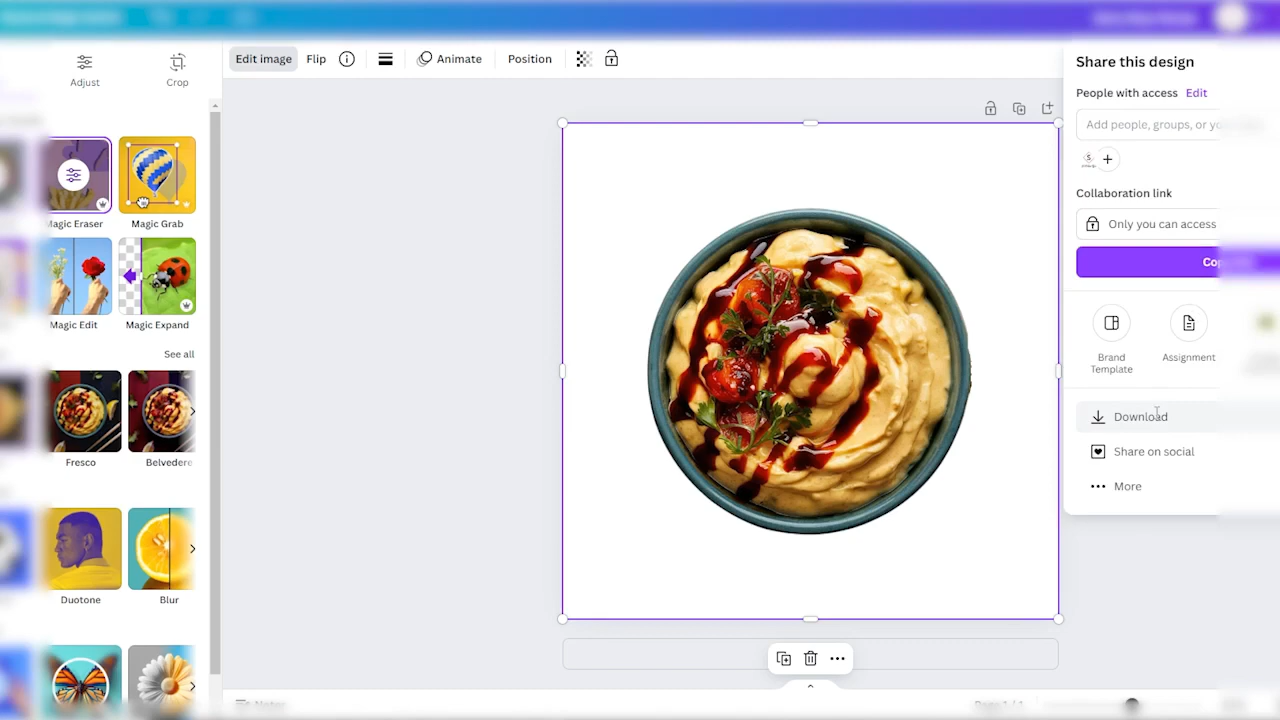 Edit image
Flip
Animate
Position
Adjust
Crop
Magic Eraser
Magic Grab
Magic Edit
Magic Expand
See all
Fresco
Belvedere
Duotone
Blur
Share this design
People with access Edit
Add people, groups, or yo
Collaboration link
Only you can access
Cop
Brand
Template
Assignment
Download
Share on social
More